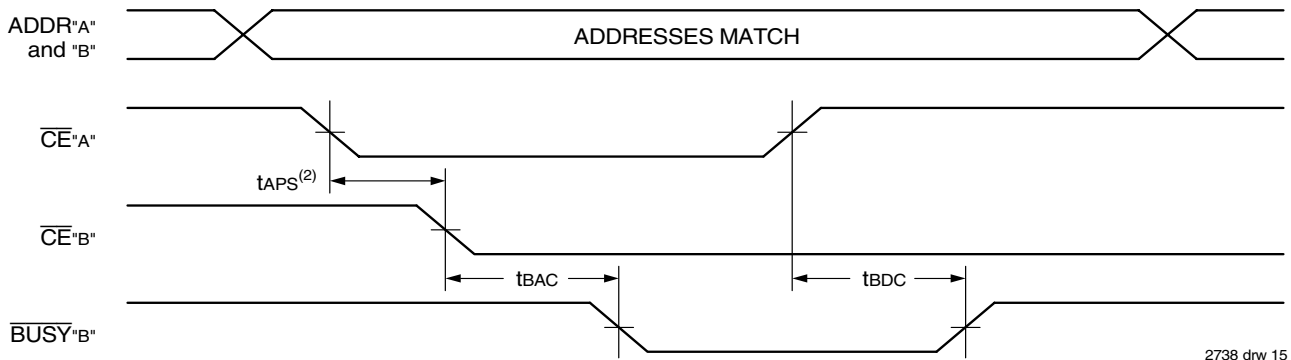 ADDR"A"
and "B"
ADDRESSES MATCH
CE"A"
tAPS(2)
CE"B"
tBAC
tBDC
BUSY"B"
2738 drw 15